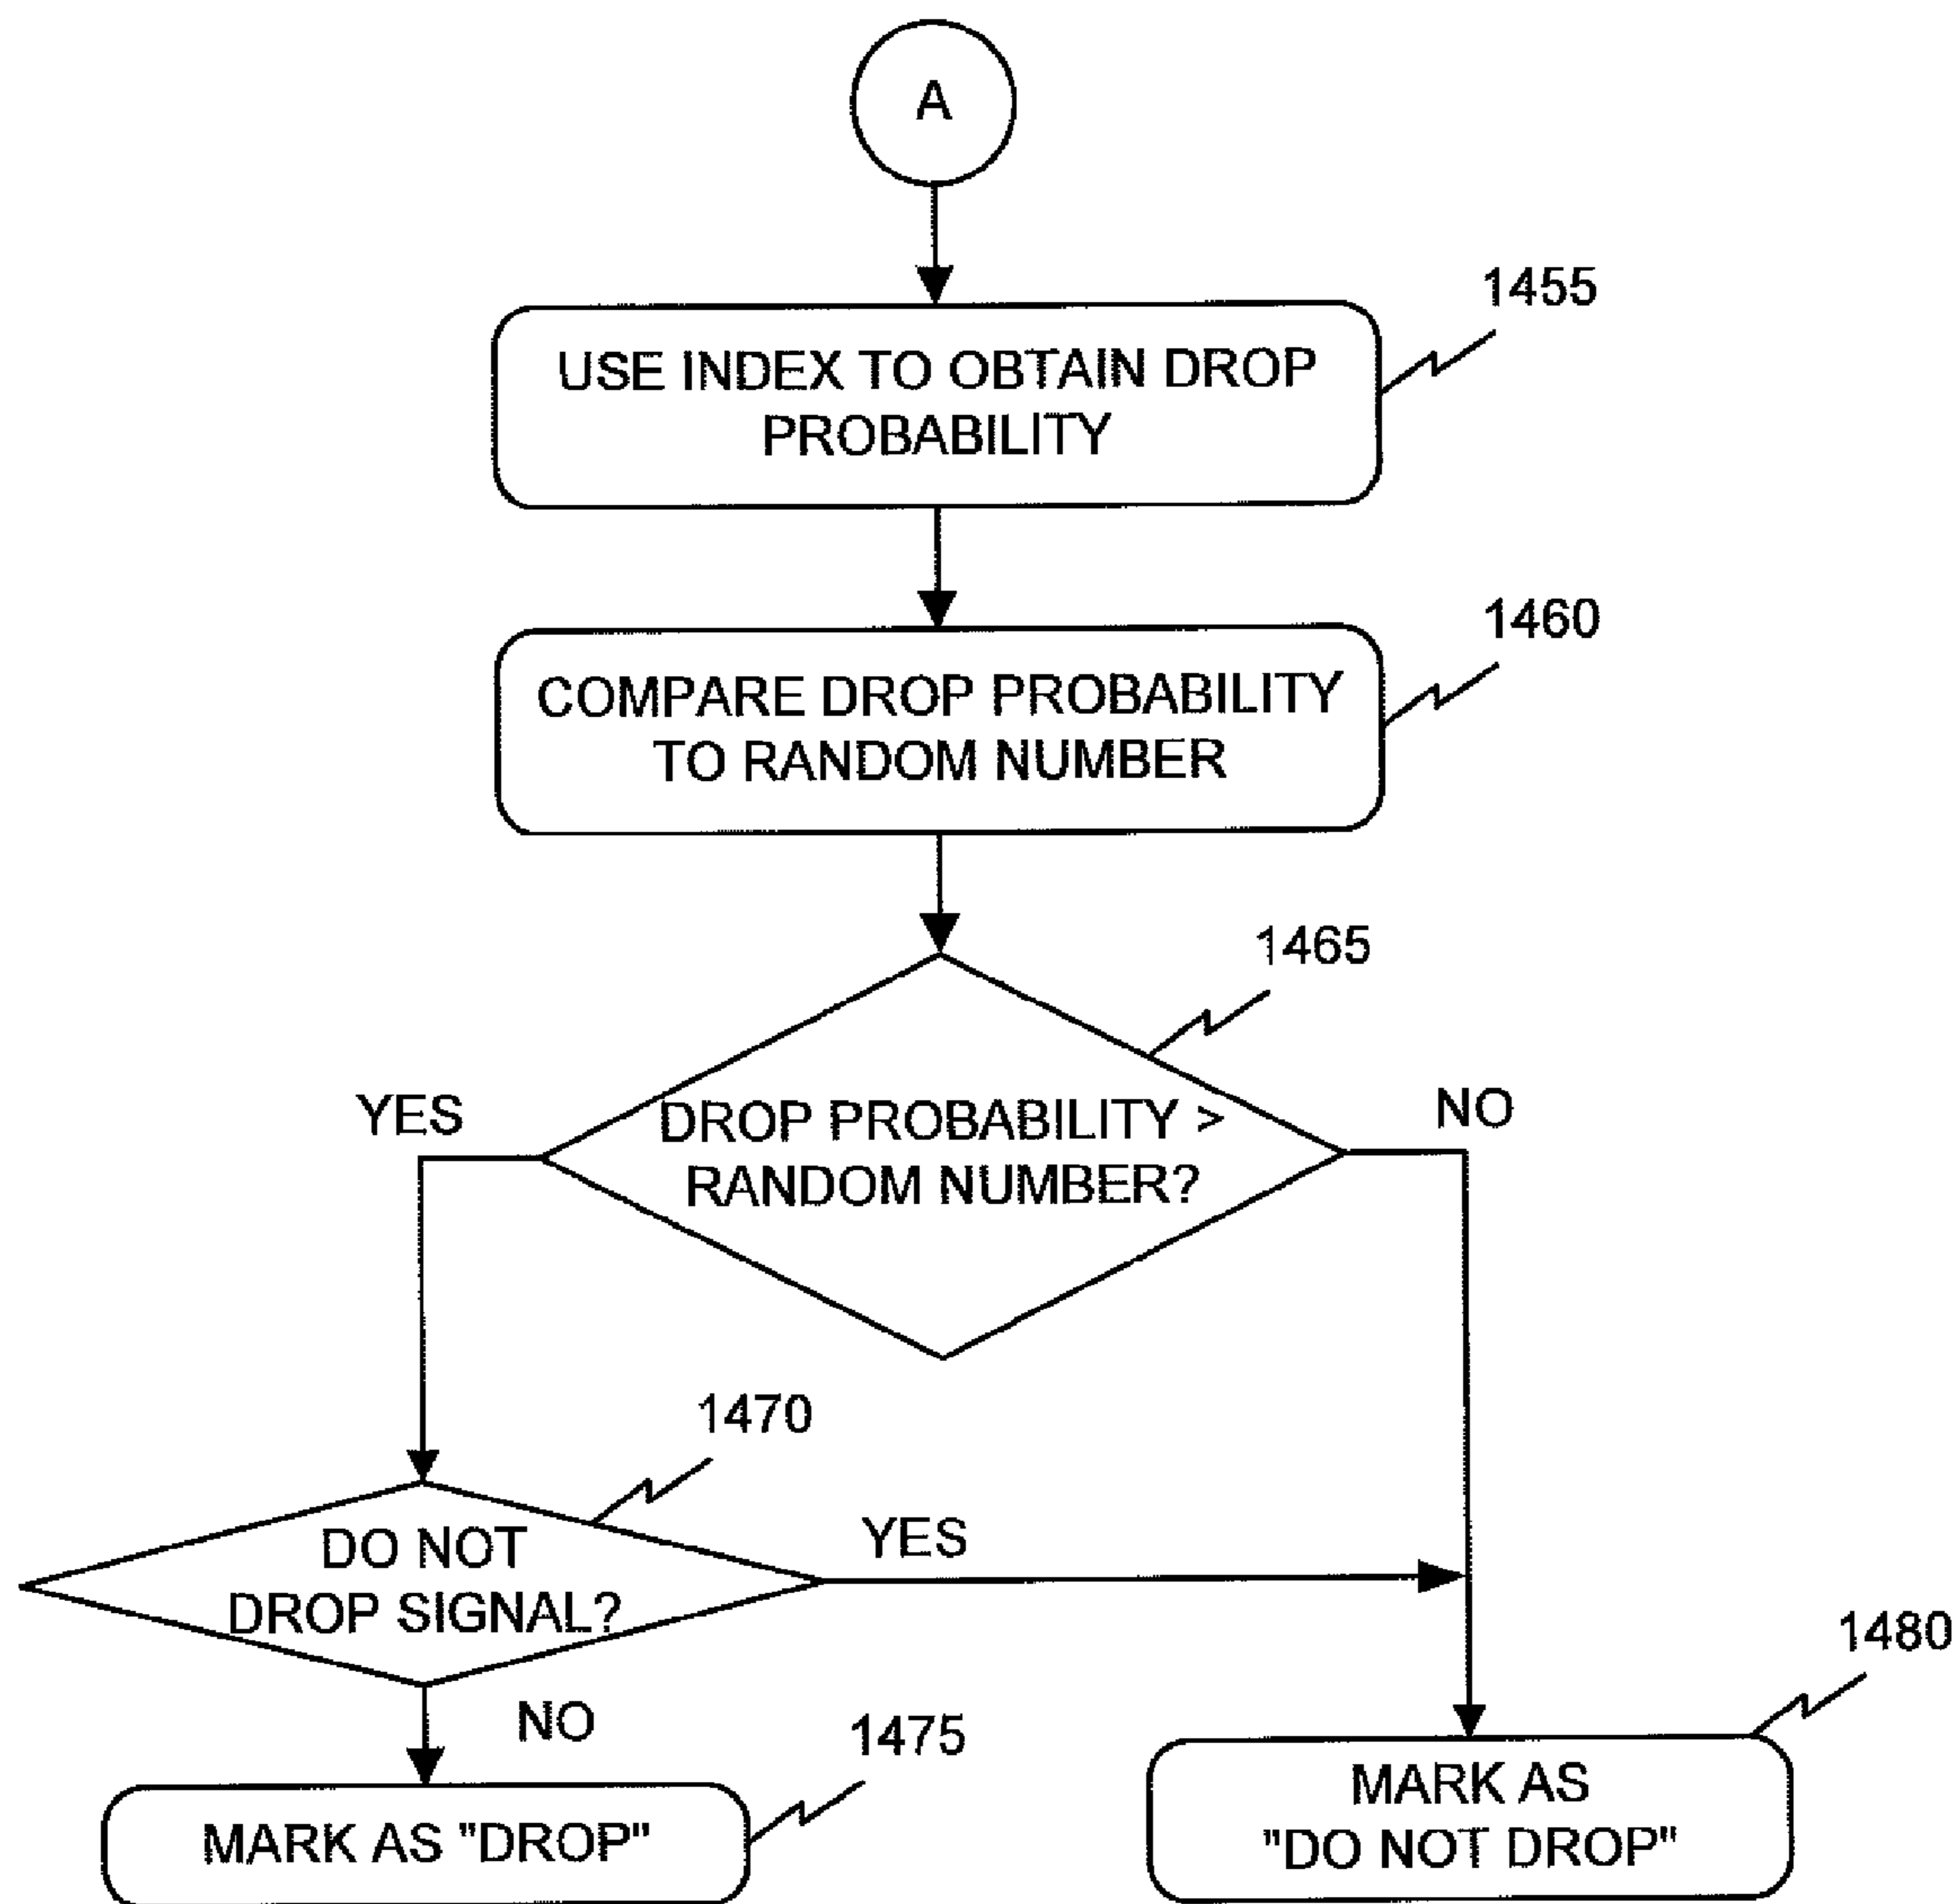 A
1455
USE INDEX TO OBTAIN DROP
PROBABILITY
1460
COMPARE DROP PROBABILITY
TO RANDOM NUMBER
1465
YES
DROP PROBABILITY >
RANDOM NUMBER?
NO
1470
DO NOT
DROP SIGNAL?
YES
NO
1475
MARK AS "DROP"
1480
MARK AS
"DO NOT DROP"